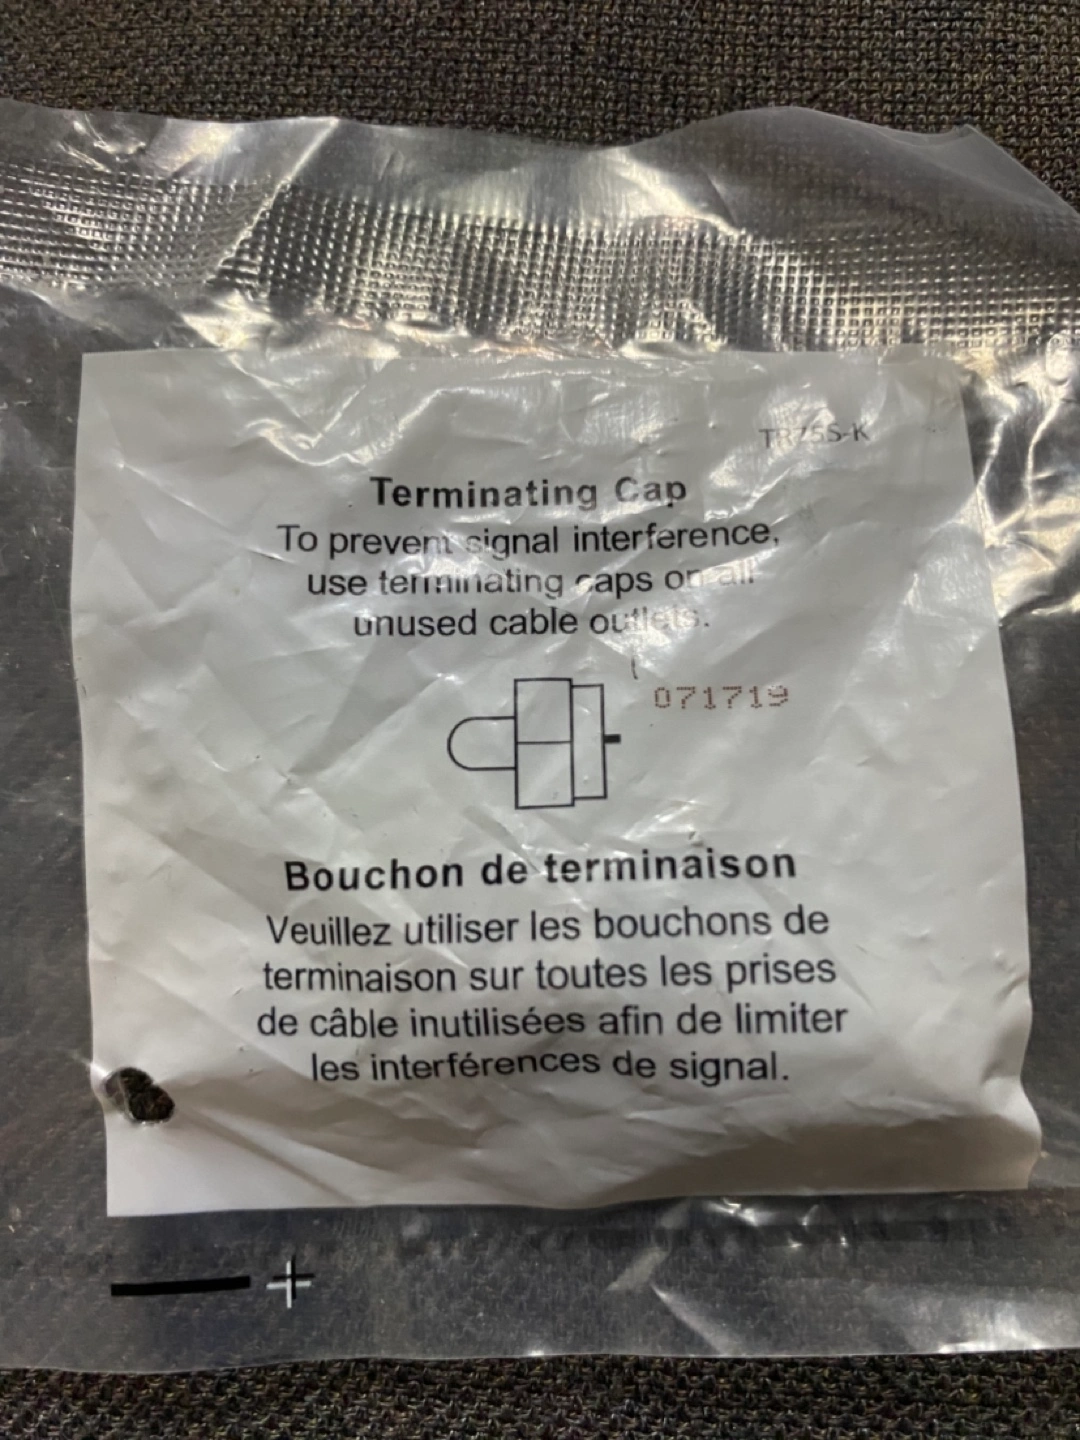 TR75S-K
Terminating Cap
To prevent signal interference,
use terminating caps on all
unused cable outlets.
071719
Bouchon de terminaison
Veuillez utiliser les bouchons de
terminaison sur toutes les prises
de câble inutilisées afin de limiter
les interférences de signal.